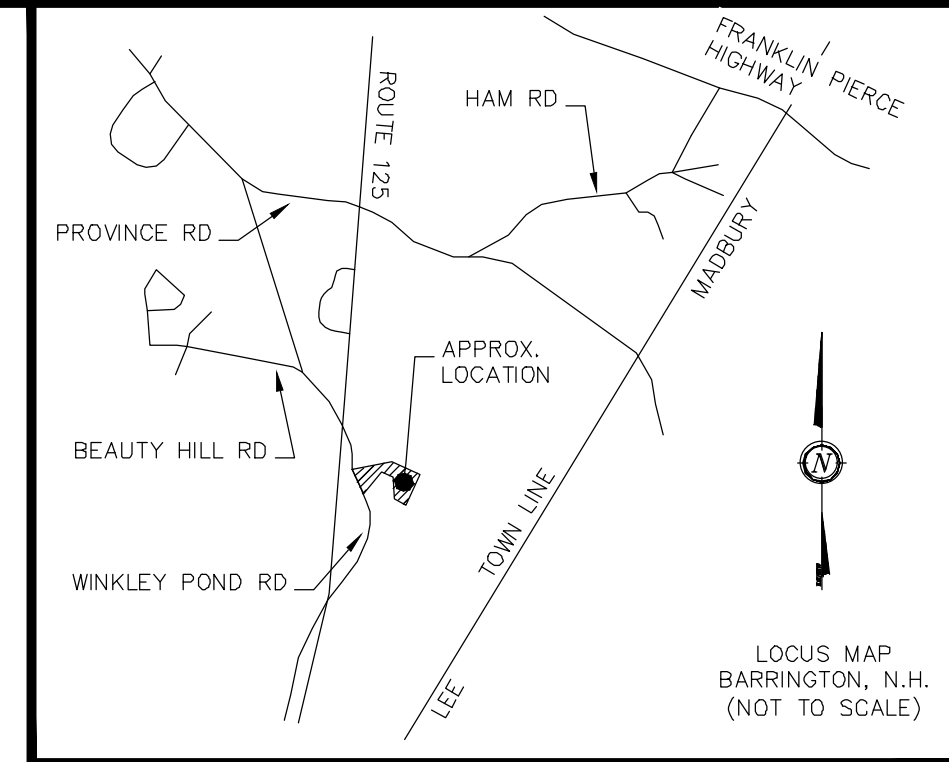 FRANKLIN PIERCE
HIGHWAY
HAM RD
ROUTE 125
PROVINCE RD
MADBURY
APPROX.
LOCATION
BEAUTY HILL RD
N
TOWN LINE
WINKLEY POND RD
LEE
LOCUS MAP
BARRINGTON, N.H.
(NOT TO SCALE)